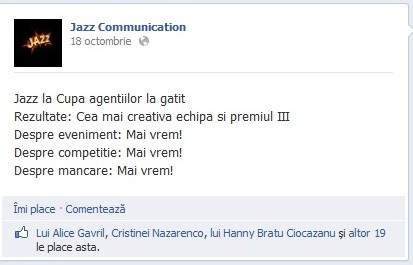 JAZZ
Jazz Communication
18 octombrie
Jazz la Cupa agentiilor la gatit
Rezultate: Cea mai creativa echipa si premiul III
Despre eveniment: Mai vrem!
Despre competitie: Mai vrem!
Despre mancare: Mai vrem!
Îmi place · Comentează
Lui Alice Gavril, Cristinei Nazarenco, lui Hanny Bratu Ciocazanu şi altor 19
le place asta.